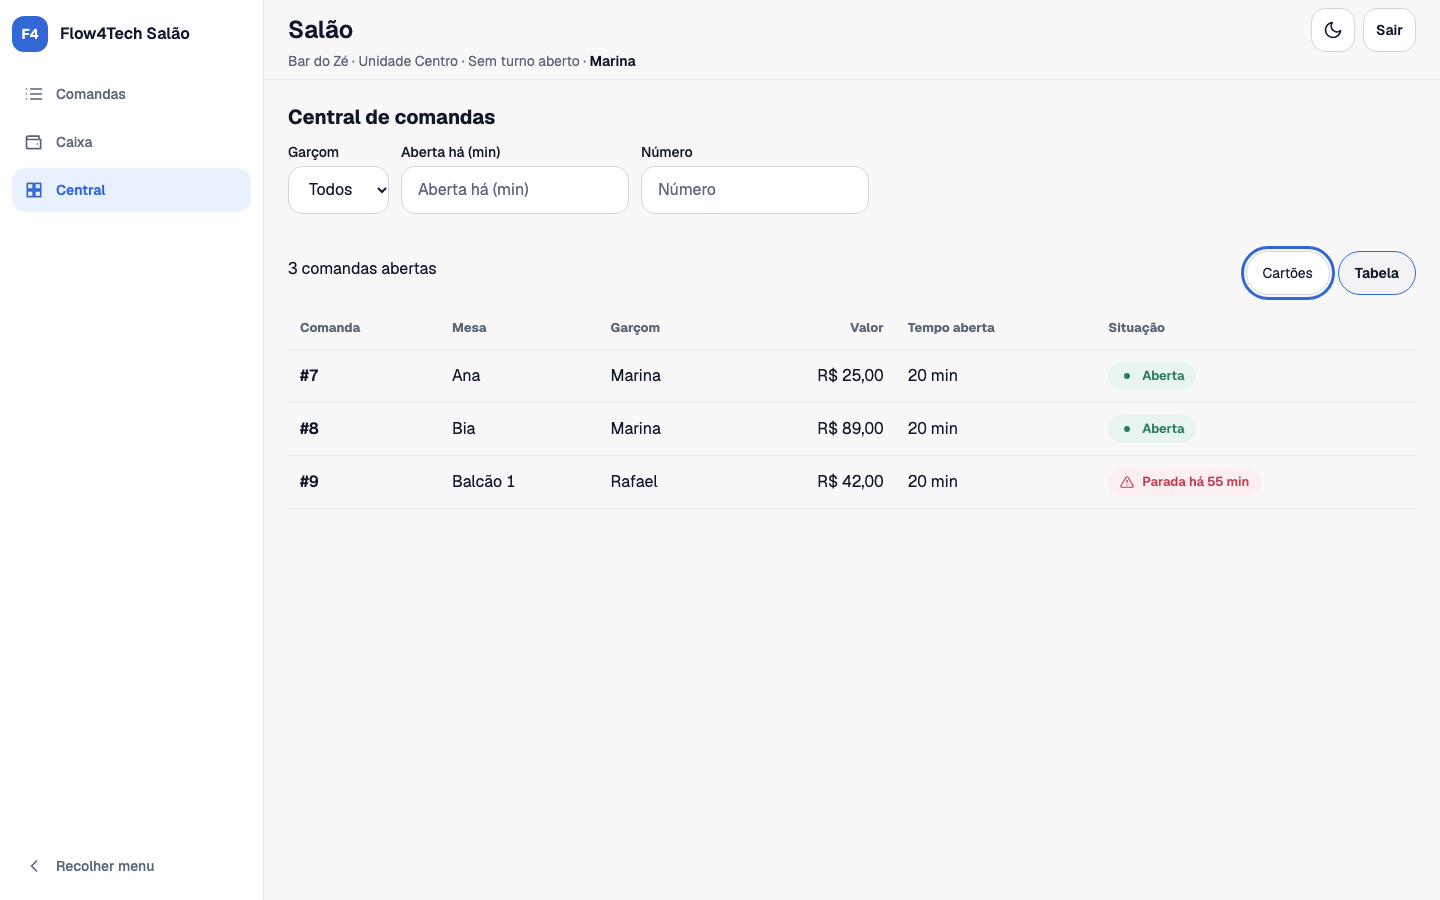 F4 Flow4Tech Salão
Comandas
Caixa
Central
Recolher menu
Salão
Bar do Zé · Unidade Centro · Sem turno aberto · Marina
Sair
Central de comandas
Garçom Aberta há (min) Número
Todos Aberta há (min) Número
3 comandas abertas
Cartões Tabela
Comanda Mesa Garçom Valor Tempo aberta Situação
#7 Ana Marina R$ 25,00 20 min Aberta
#8 Bia Marina R$ 89,00 20 min Aberta
#9 Balcão 1 Rafael R$ 42,00 20 min Parada há 55 min